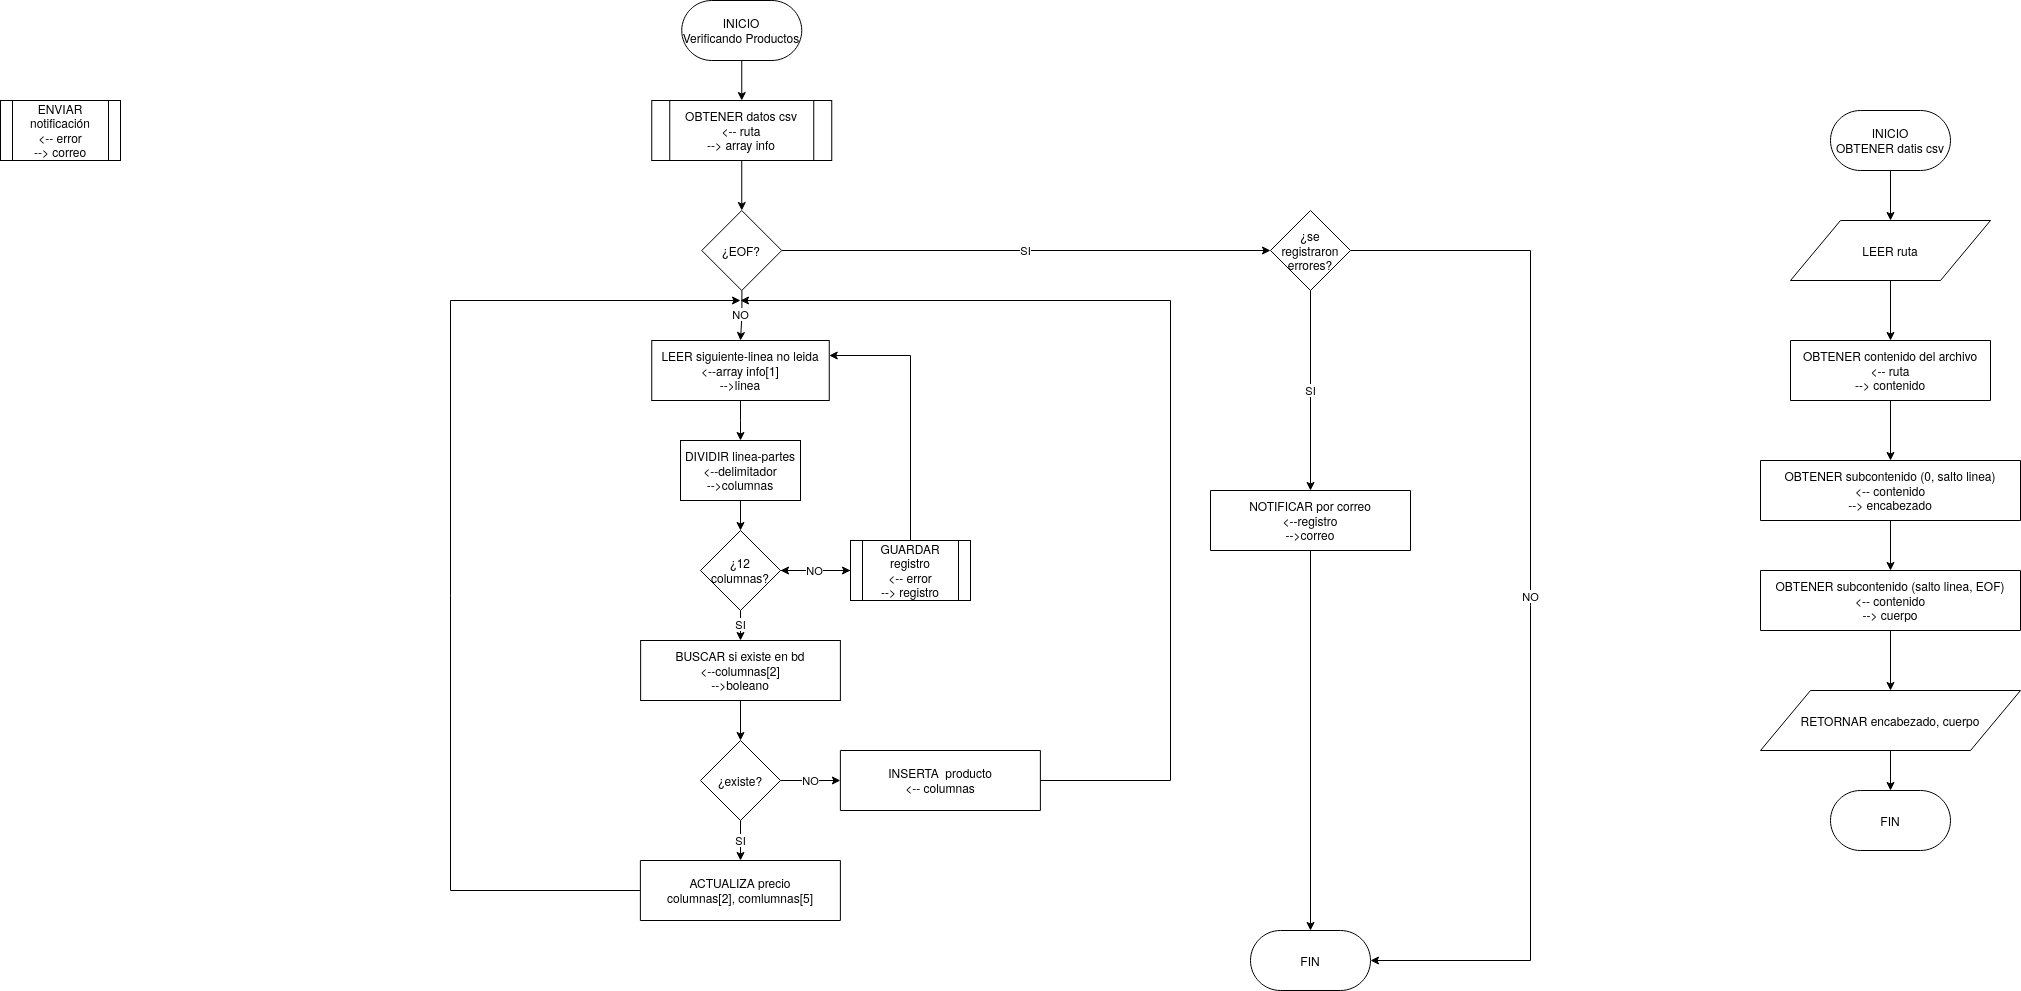 INICIO
Verificando Productos
ENVIAR
notificación
<-- error
--> correo
OBTENER datos csv
<-- ruta
--> array info
¿EOF?
SI
NO
LEER siguiente-linea no leida
<--array info[1]
-->linea
DIVIDIR linea-partes
<--delimitador
-->columnas
¿12
columnas?
NO
GUARDAR
registro
<-- error
--> registro
SI
BUSCAR si existe en bd
<--columnas[2]
-->boleano
¿existe?
NO
INSERTA  producto
<-- columnas
SI
ACTUALIZA precio
columnas[2], comlumnas[5]
¿se
registraron
errores?
SI
NO
NOTIFICAR por correo
<--registro
-->correo
FIN
INICIO
OBTENER datis csv
LEER ruta
OBTENER contenido del archivo
<-- ruta
--> contenido
OBTENER subcontenido (0, salto linea)
<-- contenido
--> encabezado
OBTENER subcontenido (salto linea, EOF)
<-- contenido
--> cuerpo
RETORNAR encabezado, cuerpo
FIN